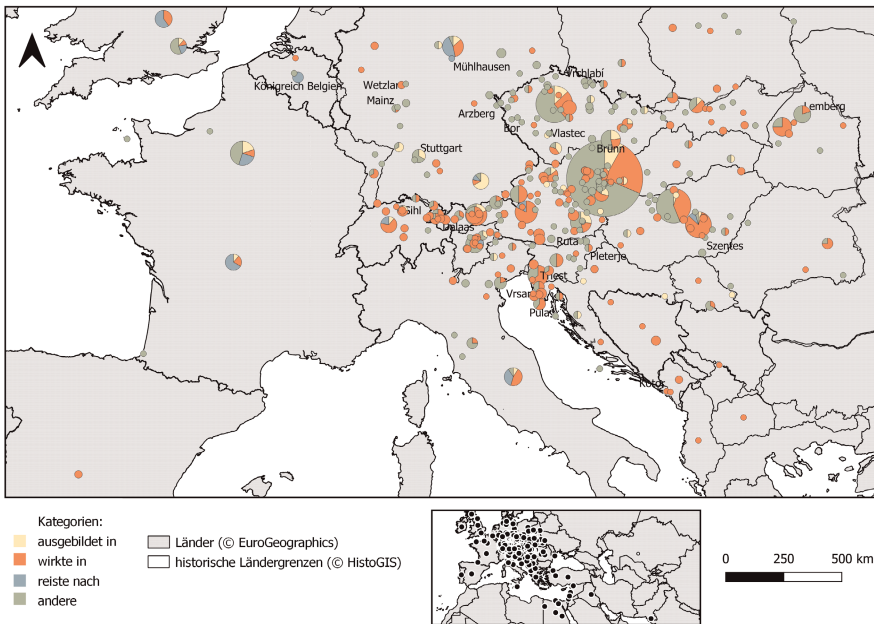 Mühlhausen
Vrchlabí
Wetzlar
Königreich Belgien
Mainz
Arzberg
Lemberg
Bor
Vlastec
Stuttgart
Brünn
Sihl
Dalaas
Ruta
Szentes
Pleterje
Triest
Vrsar
Pula
Kotor
Kategorien:
ausgebildet in
wirkte in
reiste nach
andere
Länder (© EuroGeographics)
historische Ländergrenzen (© HistoGIS)
0 250 500 km